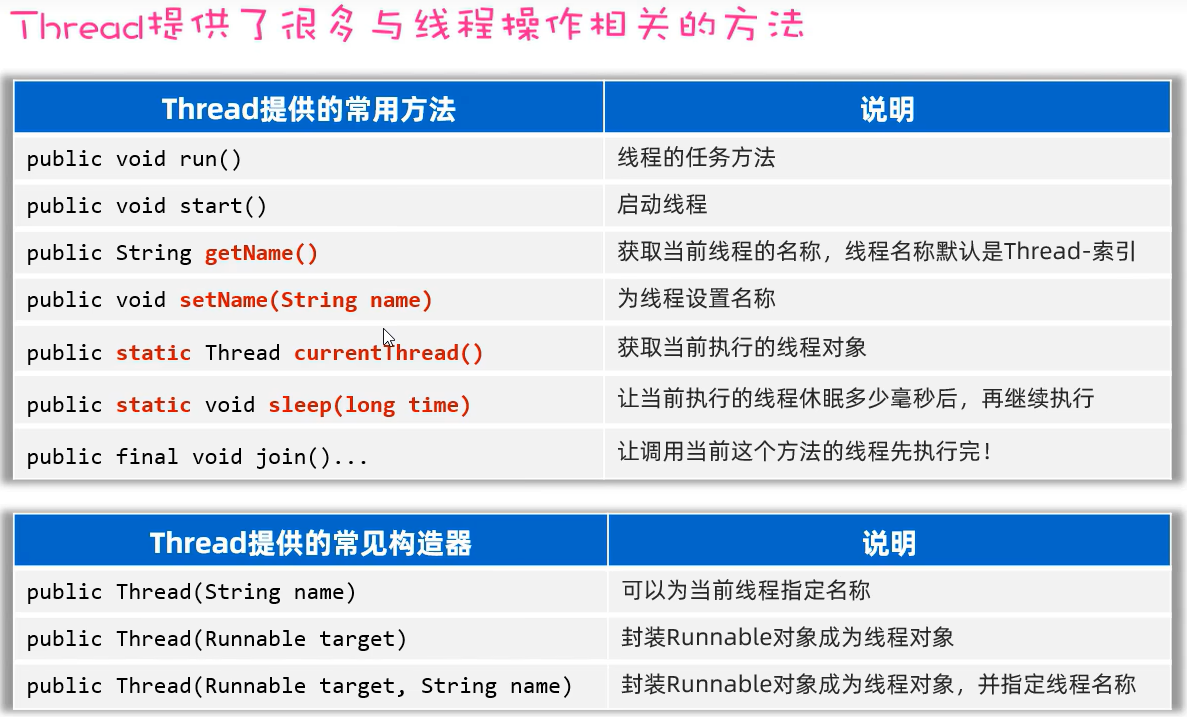 Thread提供了很多与线程操作相关的方法
Thread提供的常用方法 说明
public void run() 线程的任务方法
public void start() 启动线程
public String getName() 获取当前线程的名称，线程名称默认是Thread-索引
public void setName(String name) 为线程设置名称
public static Thread currentThread() 获取当前执行的线程对象
public static void sleep(long time) 让当前执行的线程休眠多少毫秒后，再继续执行
public final void join()... 让调用当前这个方法的线程先执行完！
Thread提供的常见构造器 说明
public Thread(String name) 可以为当前线程指定名称
public Thread(Runnable target) 封装Runnable对象成为线程对象
public Thread(Runnable target, String name) 封装Runnable对象成为线程对象，并指定线程名称